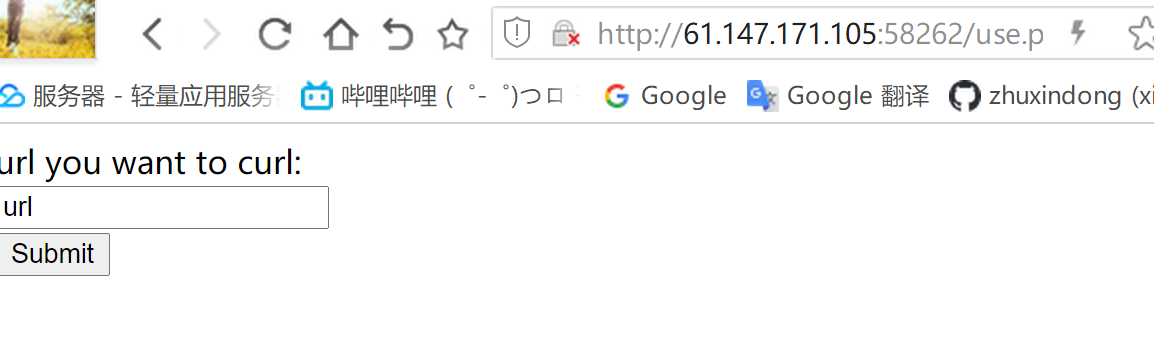 http://61.147.171.105:58262/use.p
服务器 - 轻量应用服务
哔哩哔哩 ( ゜- ゜)つロ
Google
Google 翻译
zhuxindong (xi
url you want to curl:
url
Submit